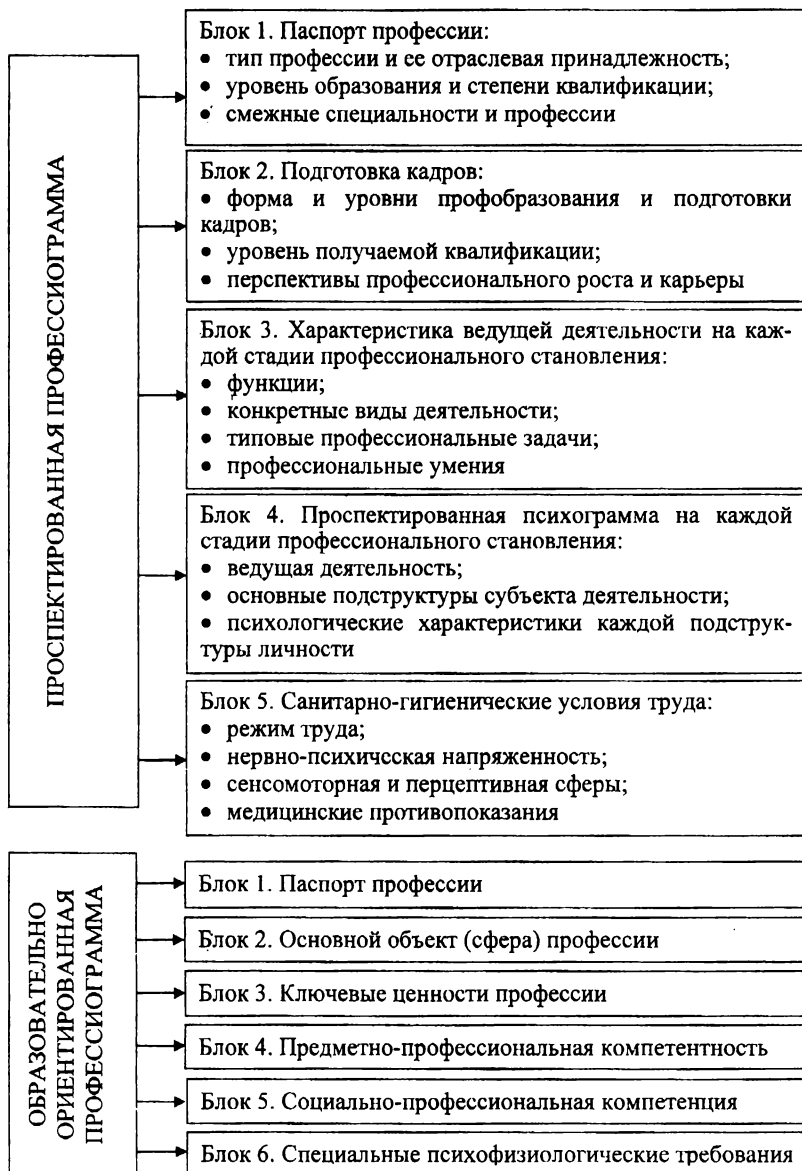 ПРОСПЕКТИРОВАННАЯ ПРОФЕССИОГРАММА
Блок 1. Паспорт профессии:
• тип профессии и ее отраслевая принадлежность;
• уровень образования и степени квалификации;
• смежные специальности и профессии
Блок 2. Подготовка кадров:
• форма и уровни профобразования и подготовки
кадров;
• уровень получаемой квалификации;
• перспективы профессионального роста и карьеры
Блок 3. Характеристика ведущей деятельности на каж-
дой стадии профессионального становления:
• функции;
• конкретные виды деятельности;
• типовые профессиональные задачи;
• профессиональные умения
Блок 4. Проспектированная психограмма на каждой
стадии профессионального становления:
• ведущая деятельность;
• основные подструктуры субъекта деятельности;
• психологические характеристики каждой подструк-
туры личности
Блок 5. Санитарно-гигиенические условия труда:
• режим труда;
• нервно-психическая напряженность;
• сенсомоторная и перцептивная сферы;
• медицинские противопоказания
ОБРАЗОВАТЕЛЬНО
ОРИЕНТИРОВАННАЯ
ПРОФЕССИОГРАММА
Блок 1. Паспорт профессии
Блок 2. Основной объект (сфера) профессии
Блок 3. Ключевые ценности профессии
Блок 4. Предметно-профессиональная компетентность
Блок 5. Социально-профессиональная компетенция
Блок 6. Специальные психофизиологические требования